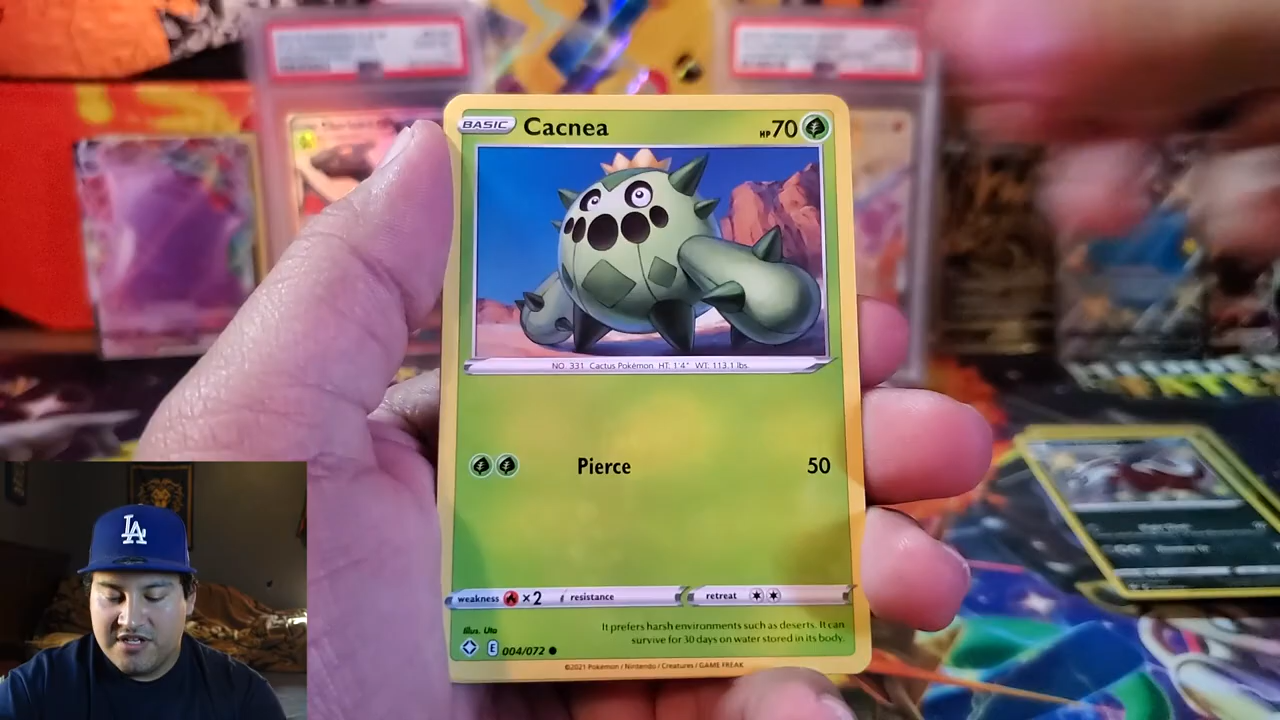 BASIC Cacnea HP 70
NO. 331 Cactus Pokémon HT: 1'4" WT: 113.1 lbs.
Pierce 50
weakness ×2 resistance retreat
Illus. Uta
It prefers harsh environments such as deserts. It can
survive for 30 days on water stored in its body.
E 004/072
©2021 Pokémon / Nintendo / Creatures / GAME FREAK
LA